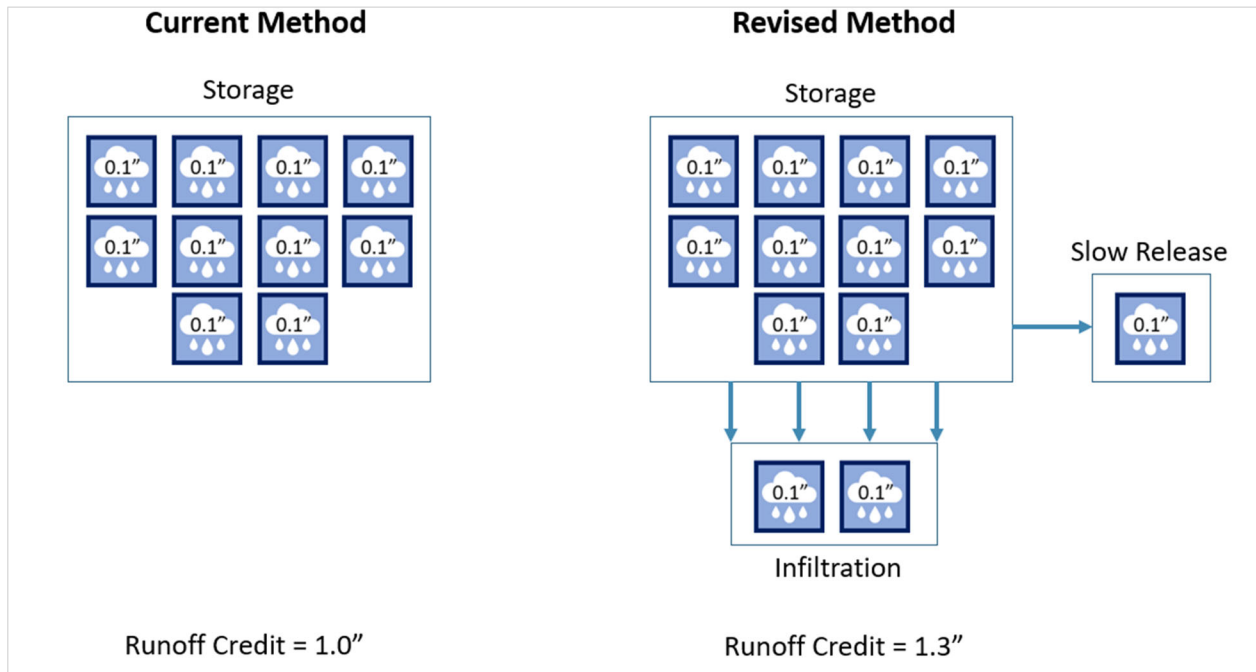 Current Method
Revised Method
Storage
Storage
0.1” 0.1” 0.1” 0.1”
0.1” 0.1” 0.1” 0.1”
0.1” 0.1”
0.1” 0.1” 0.1” 0.1”
0.1” 0.1” 0.1” 0.1”
0.1” 0.1”
Slow Release
0.1”
0.1” 0.1”
Infiltration
Runoff Credit = 1.0”
Runoff Credit = 1.3”